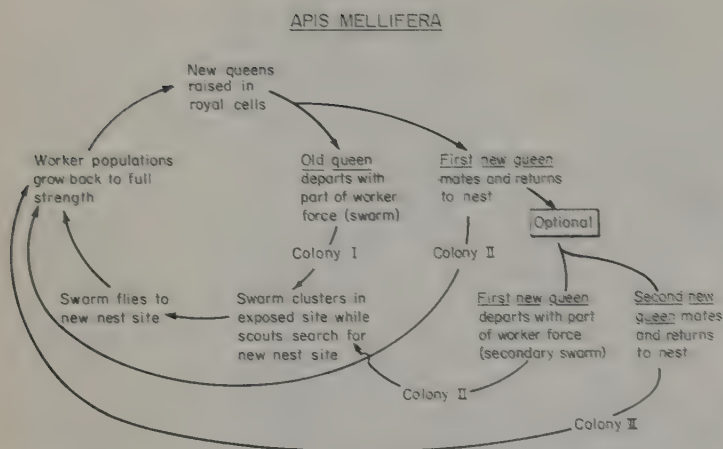 APIS MELLIFERA
New queens
raised in
royal cells
Worker populations
grow back to full
strength
Old queen
departs with
part of worker
force (swarm)
First new queen
mates and returns
to nest
Optional
Colony I
Colony II
Swarm flies to
new nest site
Swarm clusters in
exposed site while
scouts search for
new nest site
First new queen
departs with part
of worker force
(secondary swarm)
Second new
queen mates
and returns
to nest
Colony II
Colony III